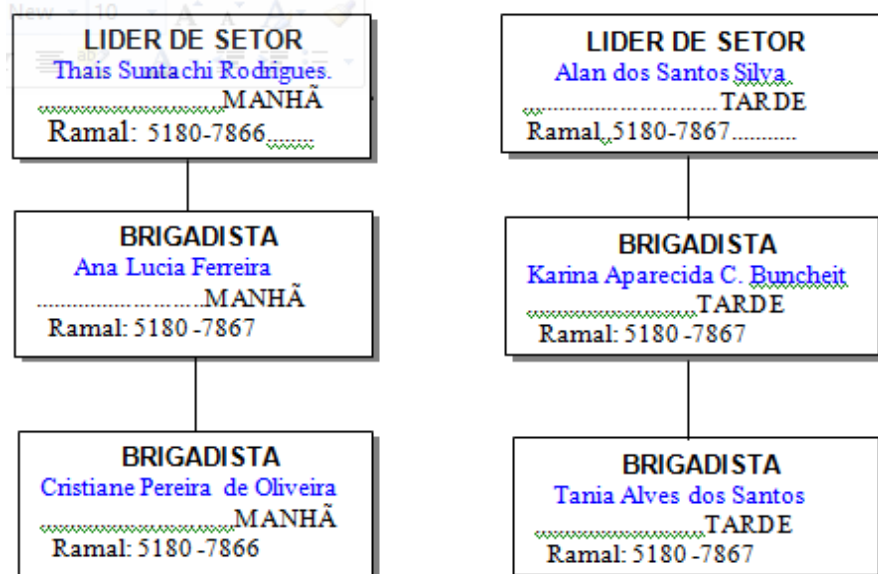 New 10
LIDER DE SETOR
Thais Suntachi Rodrigues.
........................MANHÃ
Ramal: 5180-7866........
BRIGADISTA
Ana Lucia Ferreira
............................MANHÃ
Ramal: 5180 -7867
BRIGADISTA
Cristiane Pereira de Oliveira
............................MANHÃ
Ramal: 5180 -7866
LIDER DE SETOR
Alan dos Santos Silva
................................TARDE
Ramal..5180-7867...........
BRIGADISTA
Karina Aparecida C. Buncheit
............................TARDE
Ramal: 5180 -7867
BRIGADISTA
Tania Alves dos Santos
............................TARDE
Ramal: 5180 -7867